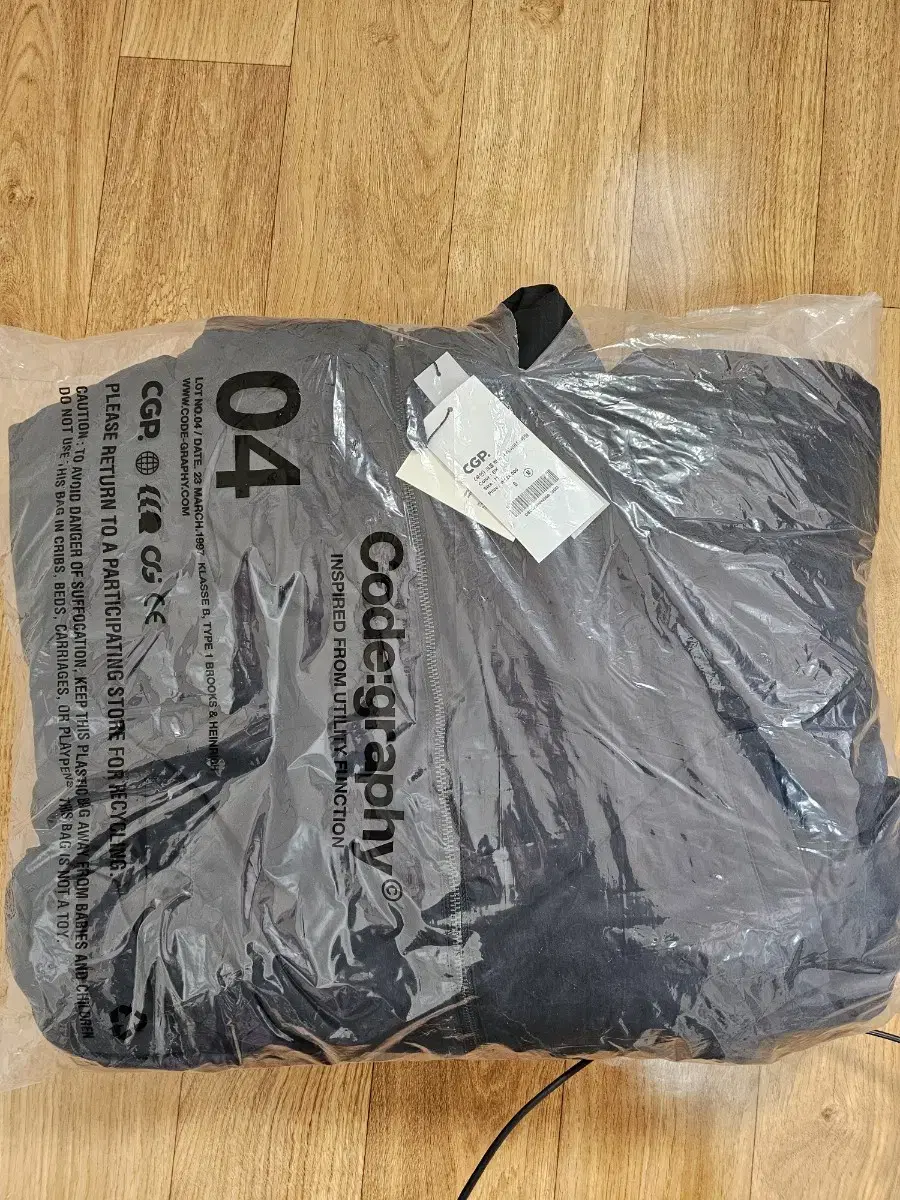 04
LOT NO.04 / DATE. 23 MARCH.1997 KLASSE B, TYPE 1 BROOKS & HEINRICH
WWW.CODE-GRAPHY.COM
Code:graphy©
INSPIRED FROM UTILITY FUNCTION
CGP.
CG CE
PLEASE RETURN TO A PARTICIPATING STORE FOR RECYCLING.
CAUTION : TO AVOID DANGER OF SUFFOCATION, KEEP THIS PLASTIC BAG AWAY FROM BABIES AND CHILDREN
DO NOT USE THIS BAG IN CRIBS, BEDS, CARRIAGES, OR PLAYPENS. THIS BAG IS NOT A TOY.
CGP.